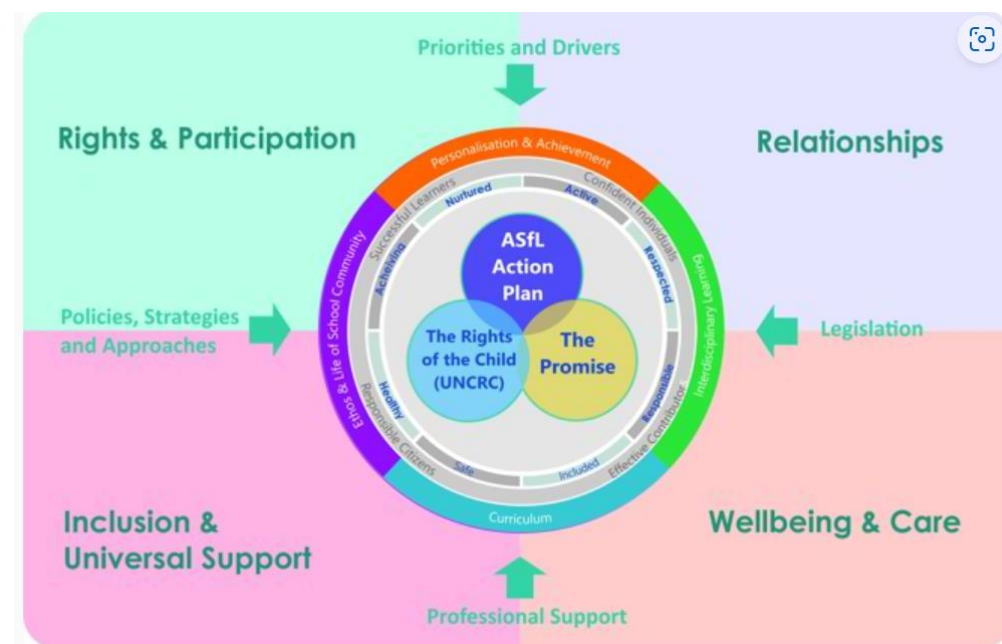 Priorities and Drivers
Rights & Participation
Relationships
Personalisation & Achievement
Successful Learners
Confident Individuals
Nurtured
Active
Acheiving
Respected
Ethos & Life of School Community
Interdisciplinary Learning
ASfL
Action
Plan
Policies, Strategies
and Approaches
Legislation
The Rights
of the Child
(UNCRC)
The
Promise
Healthy
Responsible
Responsible Citizens
Effective Contributor
Safe
Included
Curriculum
Inclusion &
Universal Support
Wellbeing & Care
Professional Support